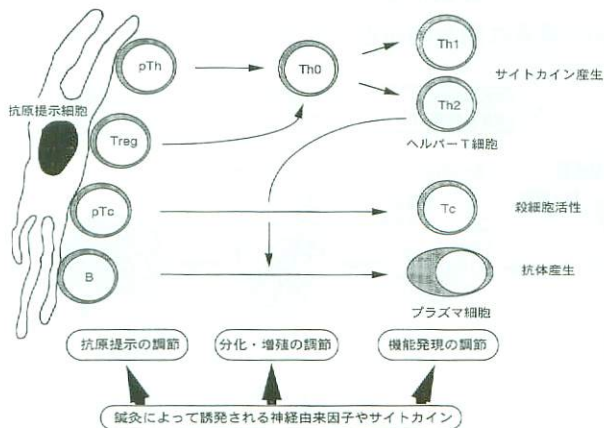 pTh
Th0
Th1
サイトカイン産生
抗原提示細胞
Treg
Th2
ヘルパーT細胞
pTc
Tc
殺細胞活性
B
抗体産生
プラズマ細胞
抗原提示の調節
分化・増殖の調節
機能発現の調節
鍼灸によって誘発される神経由来因子やサイトカイン